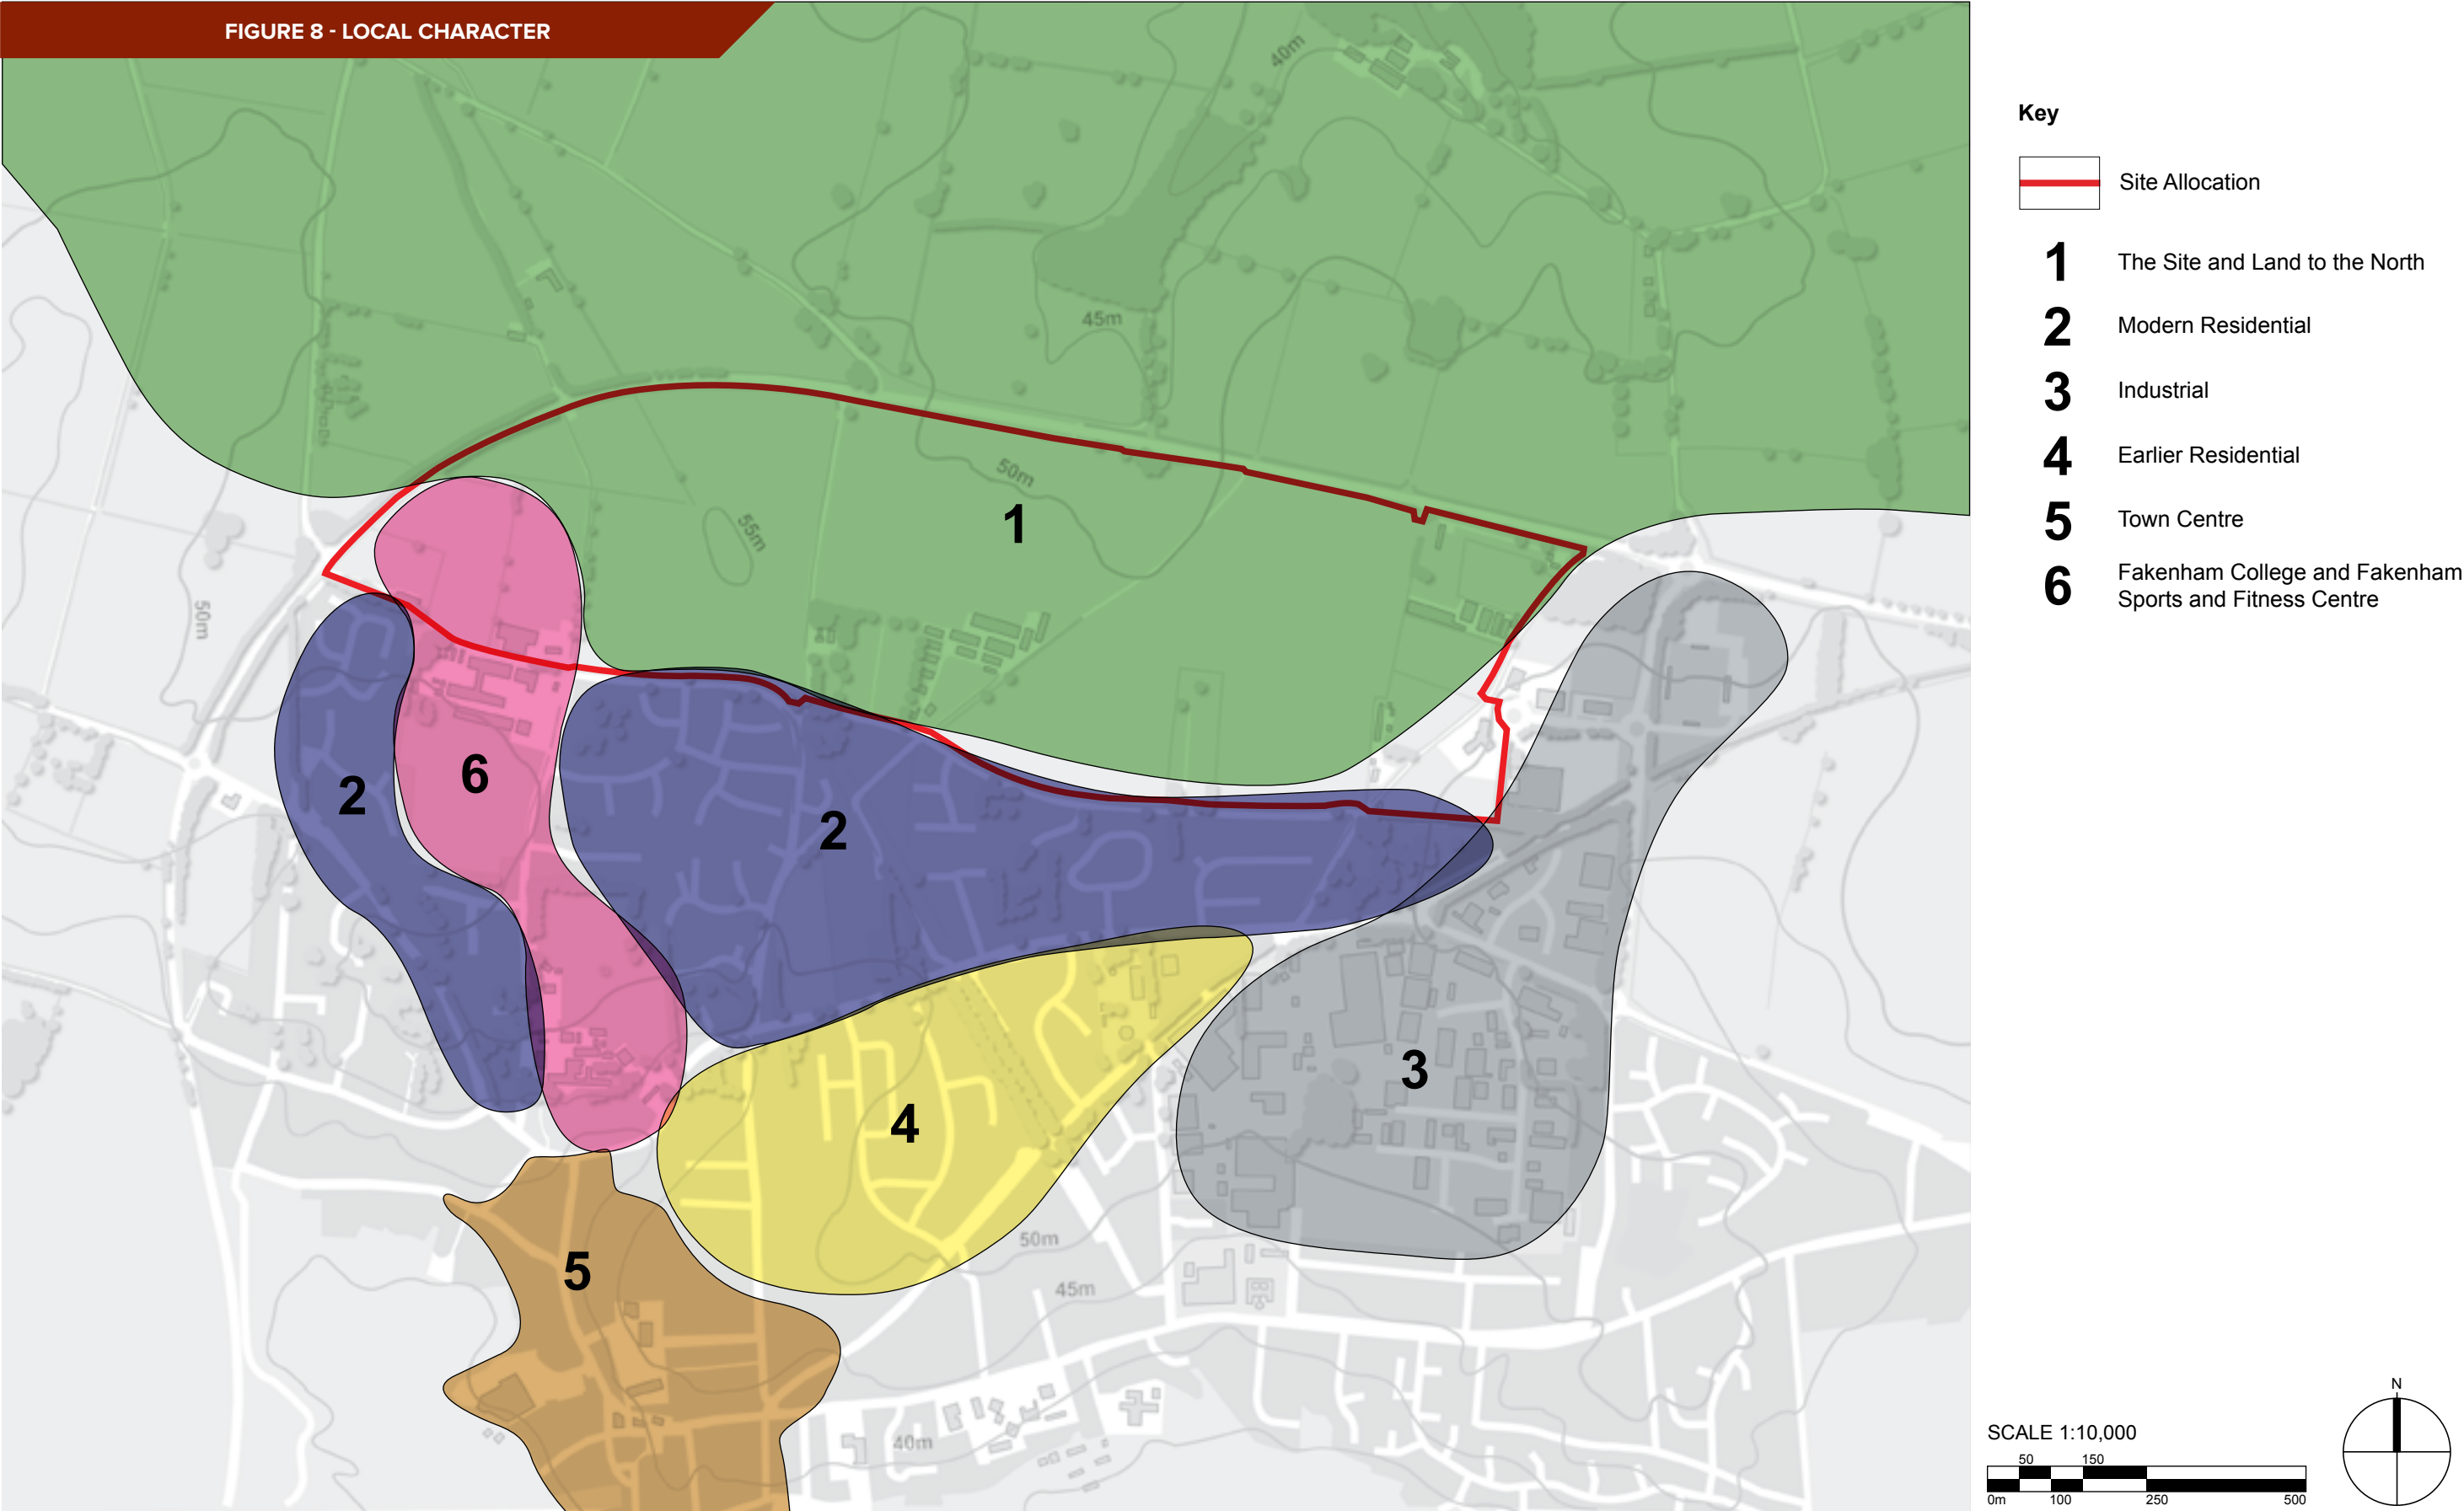 FIGURE 8 - LOCAL CHARACTER
40m
45m
50m
55m
50m
1
2
6
2
3
4
5
50m
45m
40m
Key
Site Allocation
1 The Site and Land to the North
2 Modern Residential
3 Industrial
4 Earlier Residential
5 Town Centre
6 Fakenham College and Fakenham
Sports and Fitness Centre
N
SCALE 1:10,000
50 150
0m 100 250 500